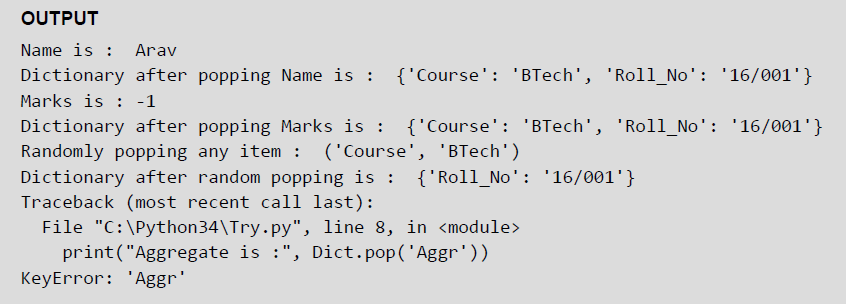 OUTPUT
Name is :  Arav
Dictionary after popping Name is :  {'Course': 'BTech', 'Roll_No': '16/001'}
Marks is : -1
Dictionary after popping Marks is :  {'Course': 'BTech', 'Roll_No': '16/001'}
Randomly popping any item :  ('Course', 'BTech')
Dictionary after random popping is :  {'Roll_No': '16/001'}
Traceback (most recent call last):
  File "C:\Python34\Try.py", line 8, in <module>
    print("Aggregate is :", Dict.pop('Aggr'))
KeyError: 'Aggr'